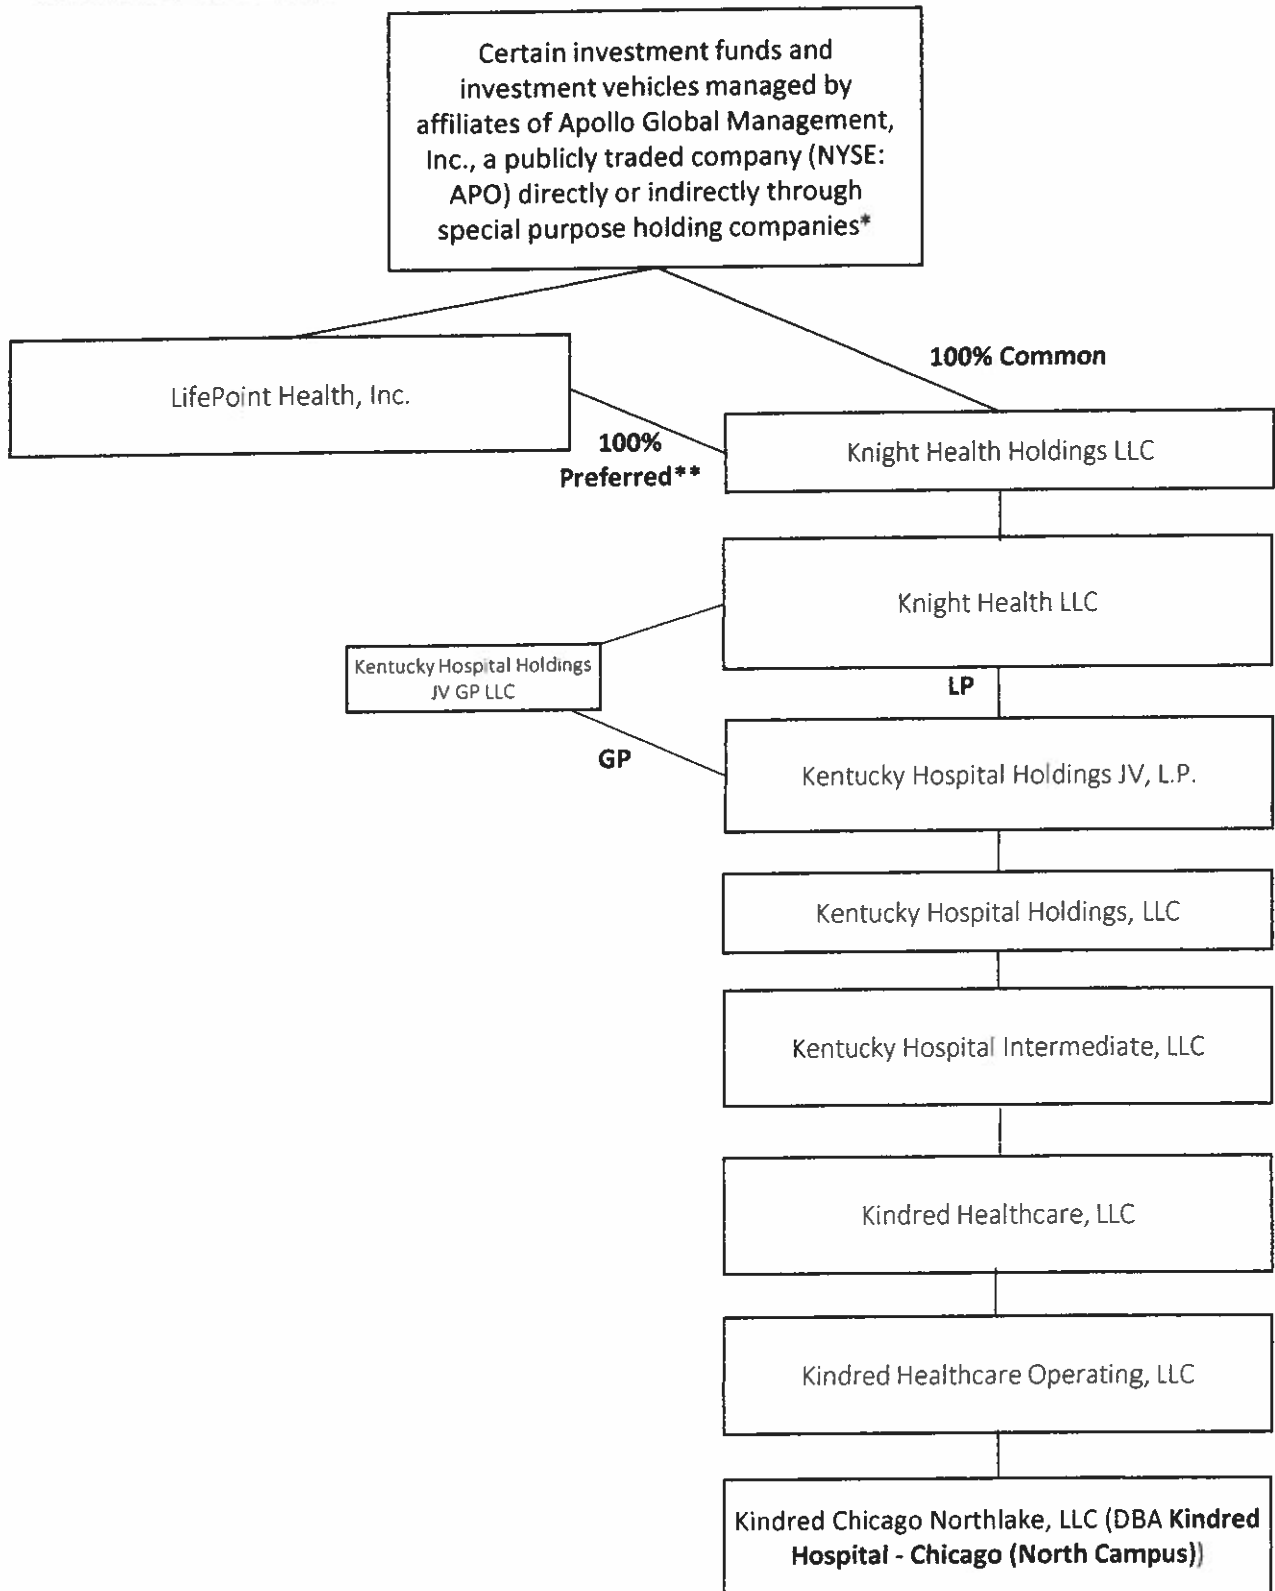 Certain investment funds and
investment vehicles managed by
affiliates of Apollo Global Management,
Inc., a publicly traded company (NYSE:
APO) directly or indirectly through
special purpose holding companies*
LifePoint Health, Inc.
100% Common
100%
Preferred**
Knight Health Holdings LLC
Knight Health LLC
Kentucky Hospital Holdings
JV GP LLC
LP
GP
Kentucky Hospital Holdings JV, L.P.
Kentucky Hospital Holdings, LLC
Kentucky Hospital Intermediate, LLC
Kindred Healthcare, LLC
Kindred Healthcare Operating, LLC
Kindred Chicago Northlake, LLC (DBA Kindred
Hospital - Chicago (North Campus))